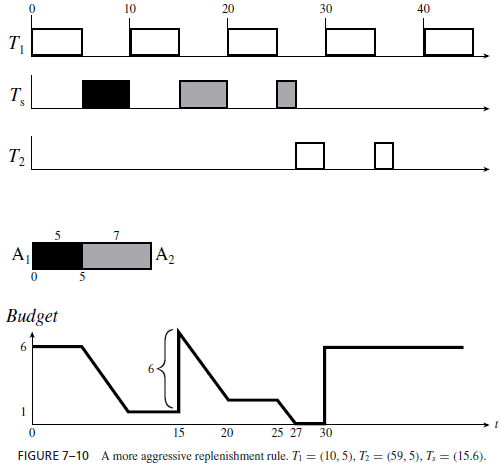 0 10 20 30 40
T1
Ts
T2
5 7
A1 A2
0 5
Budget
6
6
1
0 15 20 25 27 30 t
FIGURE 7–10 A more aggressive replenishment rule. T1 = (10, 5), T2 = (59, 5), Ts = (15.6).